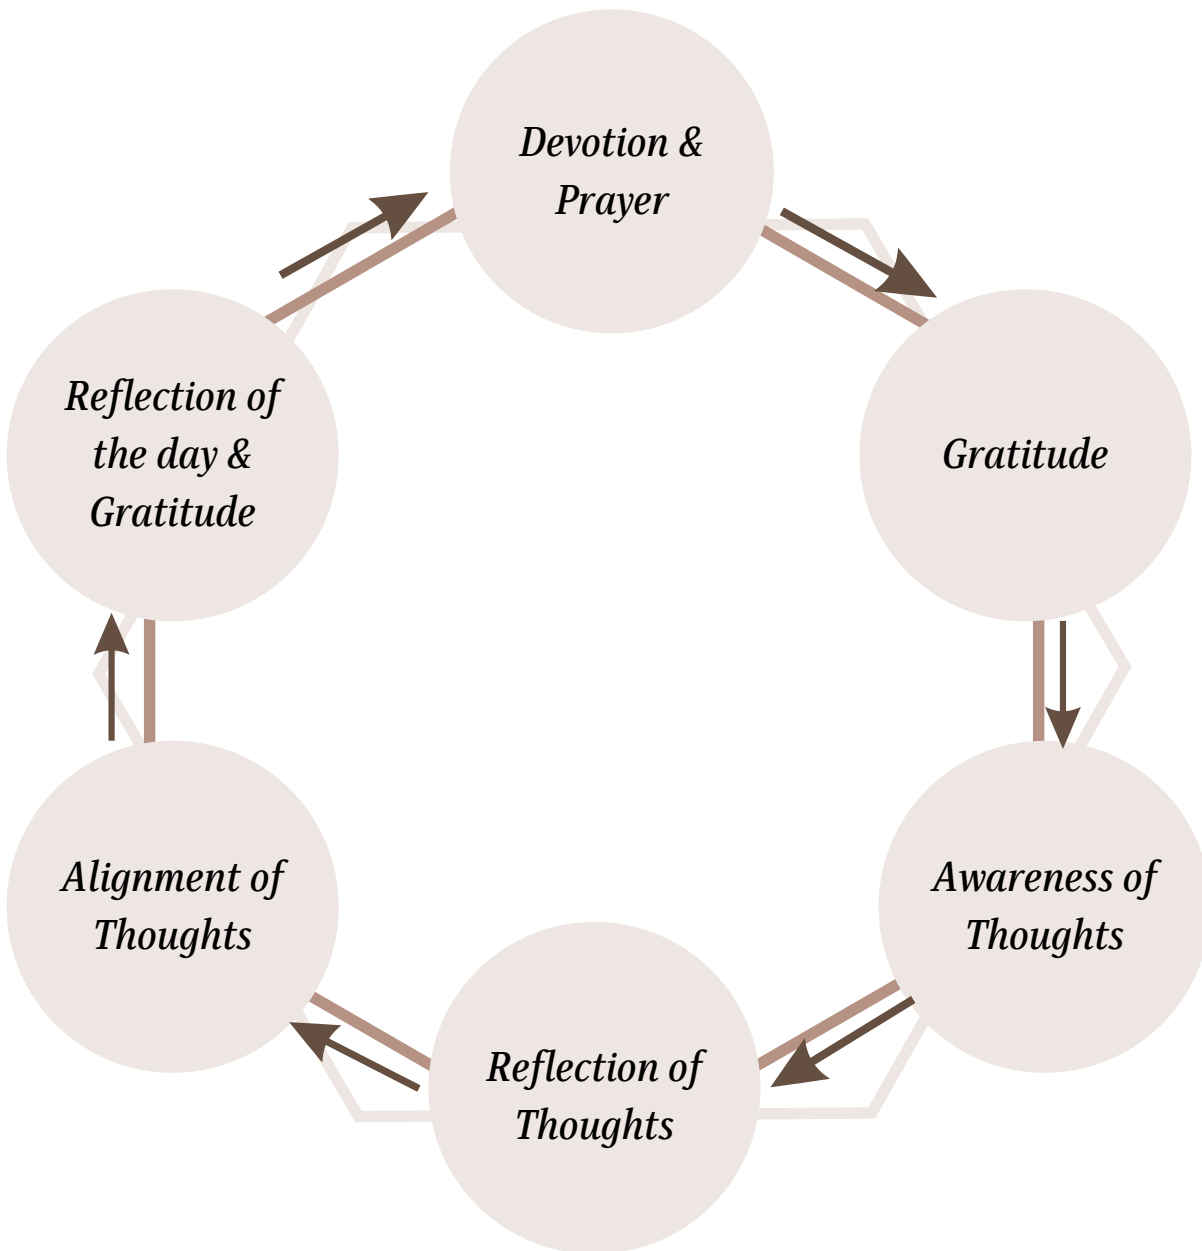 Devotion &
Prayer
Gratitude
Awareness of
Thoughts
Reflection of
Thoughts
Alignment of
Thoughts
Reflection of
the day &
Gratitude